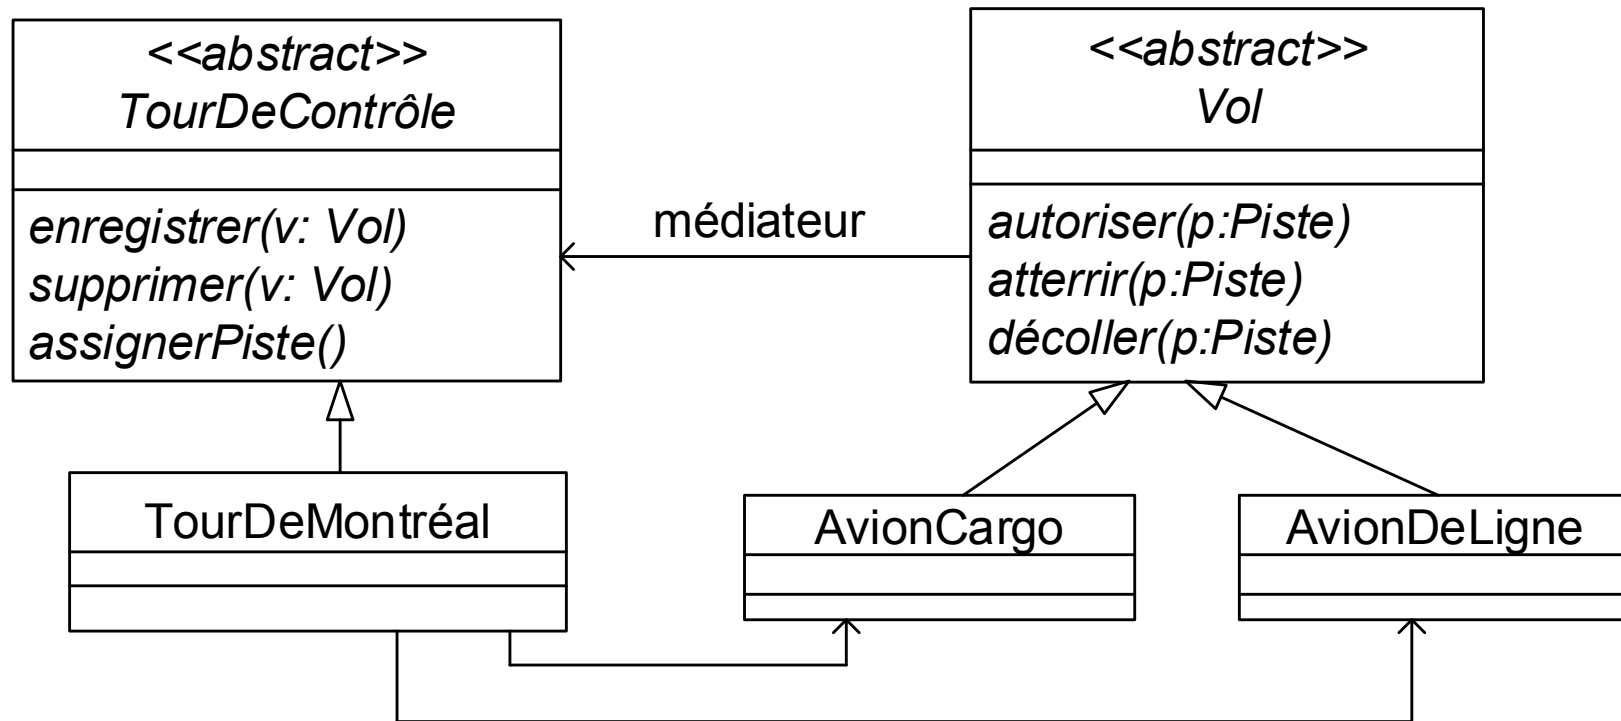 <<abstract>>
TourDeContrôle
enregistrer(v: Vol)
supprimer(v: Vol)
assignerPiste()
médiateur
<<abstract>>
Vol
autoriser(p:Piste)
atterrir(p:Piste)
décoller(p:Piste)
TourDeMontréal
AvionCargo
AvionDeLigne